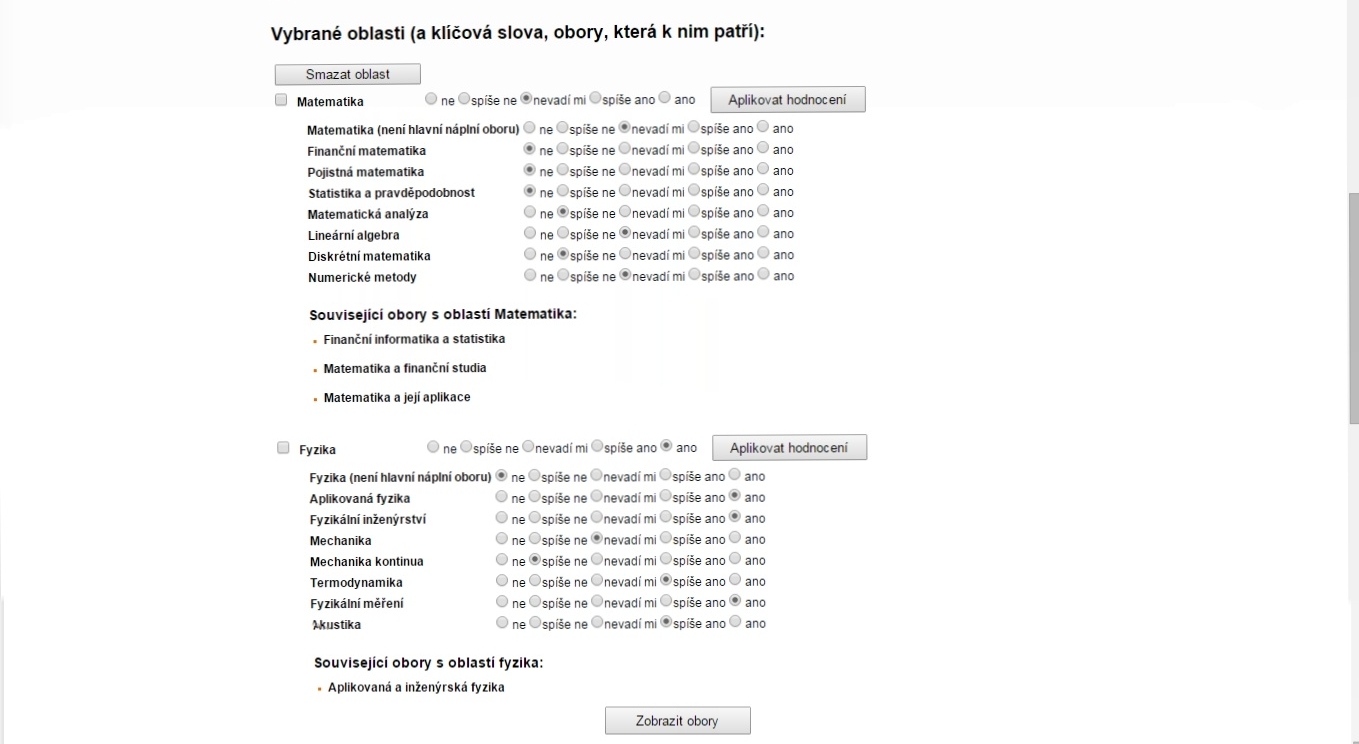 Vybrané oblasti (a klíčová slova, obory, která k nim patří):
Smazat oblast
Matematika ne spíše ne nevadí mi spíše ano ano Aplikovat hodnocení
Matematika (není hlavní náplní oboru) ne spíše ne nevadí mi spíše ano ano
Finanční matematika ne spíše ne nevadí mi spíše ano ano
Pojistná matematika ne spíše ne nevadí mi spíše ano ano
Statistika a pravděpodobnost ne spíše ne nevadí mi spíše ano ano
Matematická analýza ne spíše ne nevadí mi spíše ano ano
Lineární algebra ne spíše ne nevadí mi spíše ano ano
Diskrétní matematika ne spíše ne nevadí mi spíše ano ano
Numerické metody ne spíše ne nevadí mi spíše ano ano
Související obory s oblastí Matematika:
Finanční informatika a statistika
Matematika a finanční studia
Matematika a její aplikace
Fyzika ne spíše ne nevadí mi spíše ano ano Aplikovat hodnocení
Fyzika (není hlavní náplní oboru) ne spíše ne nevadí mi spíše ano ano
Aplikovaná fyzika ne spíše ne nevadí mi spíše ano ano
Fyzikální inženýrství ne spíše ne nevadí mi spíše ano ano
Mechanika ne spíše ne nevadí mi spíše ano ano
Mechanika kontinua ne spíše ne nevadí mi spíše ano ano
Termodynamika ne spíše ne nevadí mi spíše ano ano
Fyzikální měření ne spíše ne nevadí mi spíše ano ano
Akustika ne spíše ne nevadí mi spíše ano ano
Související obory s oblastí fyzika:
Aplikovaná a inženýrská fyzika
Zobrazit obory